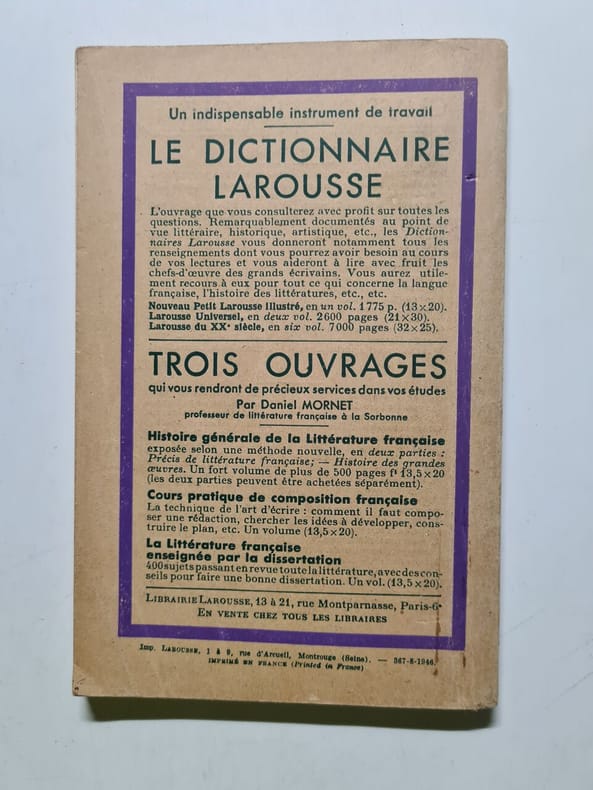 Un indispensable instrument de travail
LE DICTIONNAIRE
LAROUSSE
L'ouvrage que vous consulterez avec profit sur toutes les
questions. Remarquablement documentés au point de
vue littéraire, historique, artistique, etc., les Diction-
naires Larousse vous donneront notamment tous les
renseignements dont vous pourrez avoir besoin au cours
de vos lectures et vous aideront à lire avec fruit les
chefs-d'œuvre des grands écrivains. Vous aurez utile-
ment recours à eux pour tout ce qui concerne la langue
française, l'histoire des littératures, etc., etc.
Nouveau Petit Larousse Illustré, en un vol. 1775 p. (13×20).
Larousse Universel, en deux vol. 2600 pages (21×30).
Larousse du XXe siècle, en six vol. 7000 pages (32×25).
TROIS OUVRAGES
qui vous rendront de précieux services dans vos études
Par Daniel MORNET
professeur de littérature française à la Sorbonne
Histoire générale de la Littérature française
exposée selon une méthode nouvelle, en deux parties :
Précis de littérature française; — Histoire des grandes
œuvres. Un fort volume de plus de 500 pages ft 13,5×20
(les deux parties peuvent être achetées séparément).
Cours pratique de composition française
La technique de l'art d'écrire : comment il faut compo-
ser une rédaction, chercher les idées à développer, cons-
truire le plan, etc. Un volume (13,5×20).
La Littérature française
enseignée par la dissertation
400 sujets passant en revue toute la littérature, avec des con-
seils pour faire une bonne dissertation. Un vol. (13,5×20).
LIBRAIRIE LAROUSSE, 13 à 21, rue Montparnasse, Paris-6e
EN VENTE CHEZ TOUS LES LIBRAIRES
Imp. LAROUSSE, 1 à 9, rue d'Arcueil, Montrouge (Seine). — 367-8-1946.
IMPRIMÉ EN FRANCE (Printed in France)